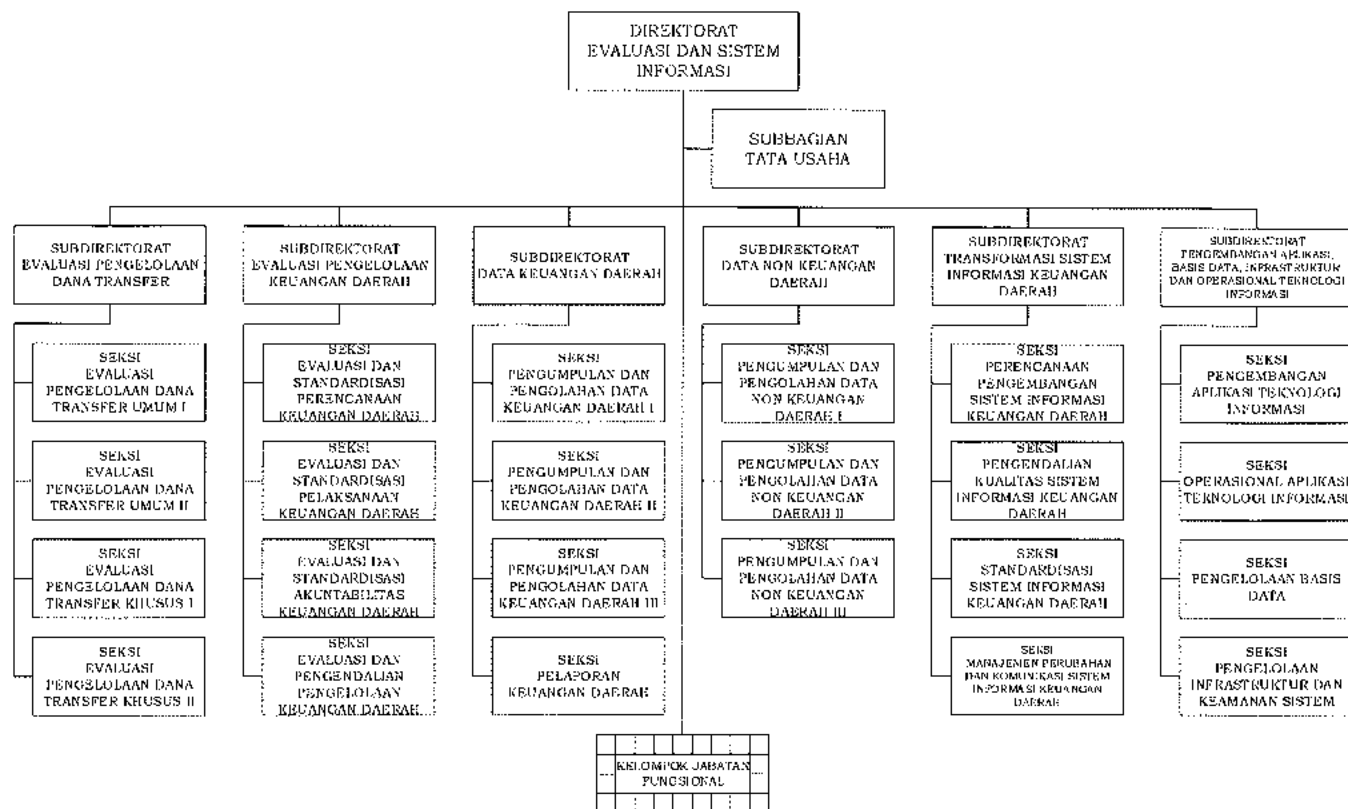 DIREKTORAT
EVALUASI DAN SISTEM
INFORMASI
SUBBAGIAN
TATA USAHA
SUBDIREKTORAT
EVALUASI PENGELOLAAN
DANA TRANSFER
SEKSI
EVALUASI
PENGELOLAAN DANA
TRANSFER UMUM I
SEKSI
EVALUASI
PENGELOLAAN DANA
TRANSFER UMUM II
SEKSI
EVALUASI
PENGELOLAAN DANA
TRANSFER KHUSUS I
SEKSI
EVALUASI
PENGELOLAAN DANA
TRANSFER KHUSUS II
SUBDIREKTORAT
EVALUASI PENGELOLAAN
KEUANGAN DAERAH
SEKSI
EVALUASI DAN
STANDARDISASI
PERENCANAAN
KEUANGAN DAERAH
SEKSI
EVALUASI DAN
STANDARDISASI
PELAKSANAAN
KEUANGAN DAERAH
SEKSI
EVALUASI DAN
STANDARDISASI
AKUNTABILITAS
KEUANGAN DAERAH
SEKSI
EVALUASI DAN
PENGENDALIAN
PENGELOLAAN
KEUANGAN DAERAH
SUBDIREKTORAT
DATA KEUANGAN DAERAH
SEKSI
PENGUMPULAN DAN
PENGOLAHAN DATA
KEUANGAN DAERAH I
SEKSI
PENGUMPULAN DAN
PENGOLAHAN DATA
KEUANGAN DAERAH II
SEKSI
PENGUMPULAN DAN
PENGOLAHAN DATA
KEUANGAN DAERAH III
SEKSI
PELAPORAN
KEUANGAN DAERAH
SUBDIREKTORAT
DATA NON KEUANGAN
DAERAH
SEKSI
PENGUMPULAN DAN
PENGOLAHAN DATA
NON KEUANGAN
DAERAH I
SEKSI
PENGUMPULAN DAN
PENGOLAHAN DATA
NON KEUANGAN
DAERAH II
SEKSI
PENGUMPULAN DAN
PENGOLAHAN DATA
NON KEUANGAN
DAERAH III
SUBDIREKTORAT
TRANSFORMASI SISTEM
INFORMASI KEUANGAN
DAERAH
SEKSI
PERENCANAAN
PENGEMBANGAN
SISTEM INFORMASI
KEUANGAN DAERAH
SEKSI
PENGENDALIAN
KUALITAS SISTEM
INFORMASI KEUANGAN
DAERAH
SEKSI
STANDARDISASI
SISTEM INFORMASI
KEUANGAN DAERAH
SEKSI
MANAJEMEN PERUBAHAN
DAN KOMUNIKASI SISTEM
INFORMASI KEUANGAN
DAERAH
SUBDIREKTORAT
PENGEMBANGAN APLIKASI,
BASIS DATA, INFRASTRUKTUR
DAN OPERASIONAL TEKNOLOGI
INFORMASI
SEKSI
PENGEMBANGAN
APLIKASI TEKNOLOGI
INFORMASI
SEKSI
OPERASIONAL APLIKASI
TEKNOLOGI INFORMASI
SEKSI
PENGELOLAAN BASIS
DATA
SEKSI
PENGELOLAAN
INFRASTRUKTUR DAN
KEAMANAN SISTEM
KELOMPOK JABATAN
FUNGSIONAL